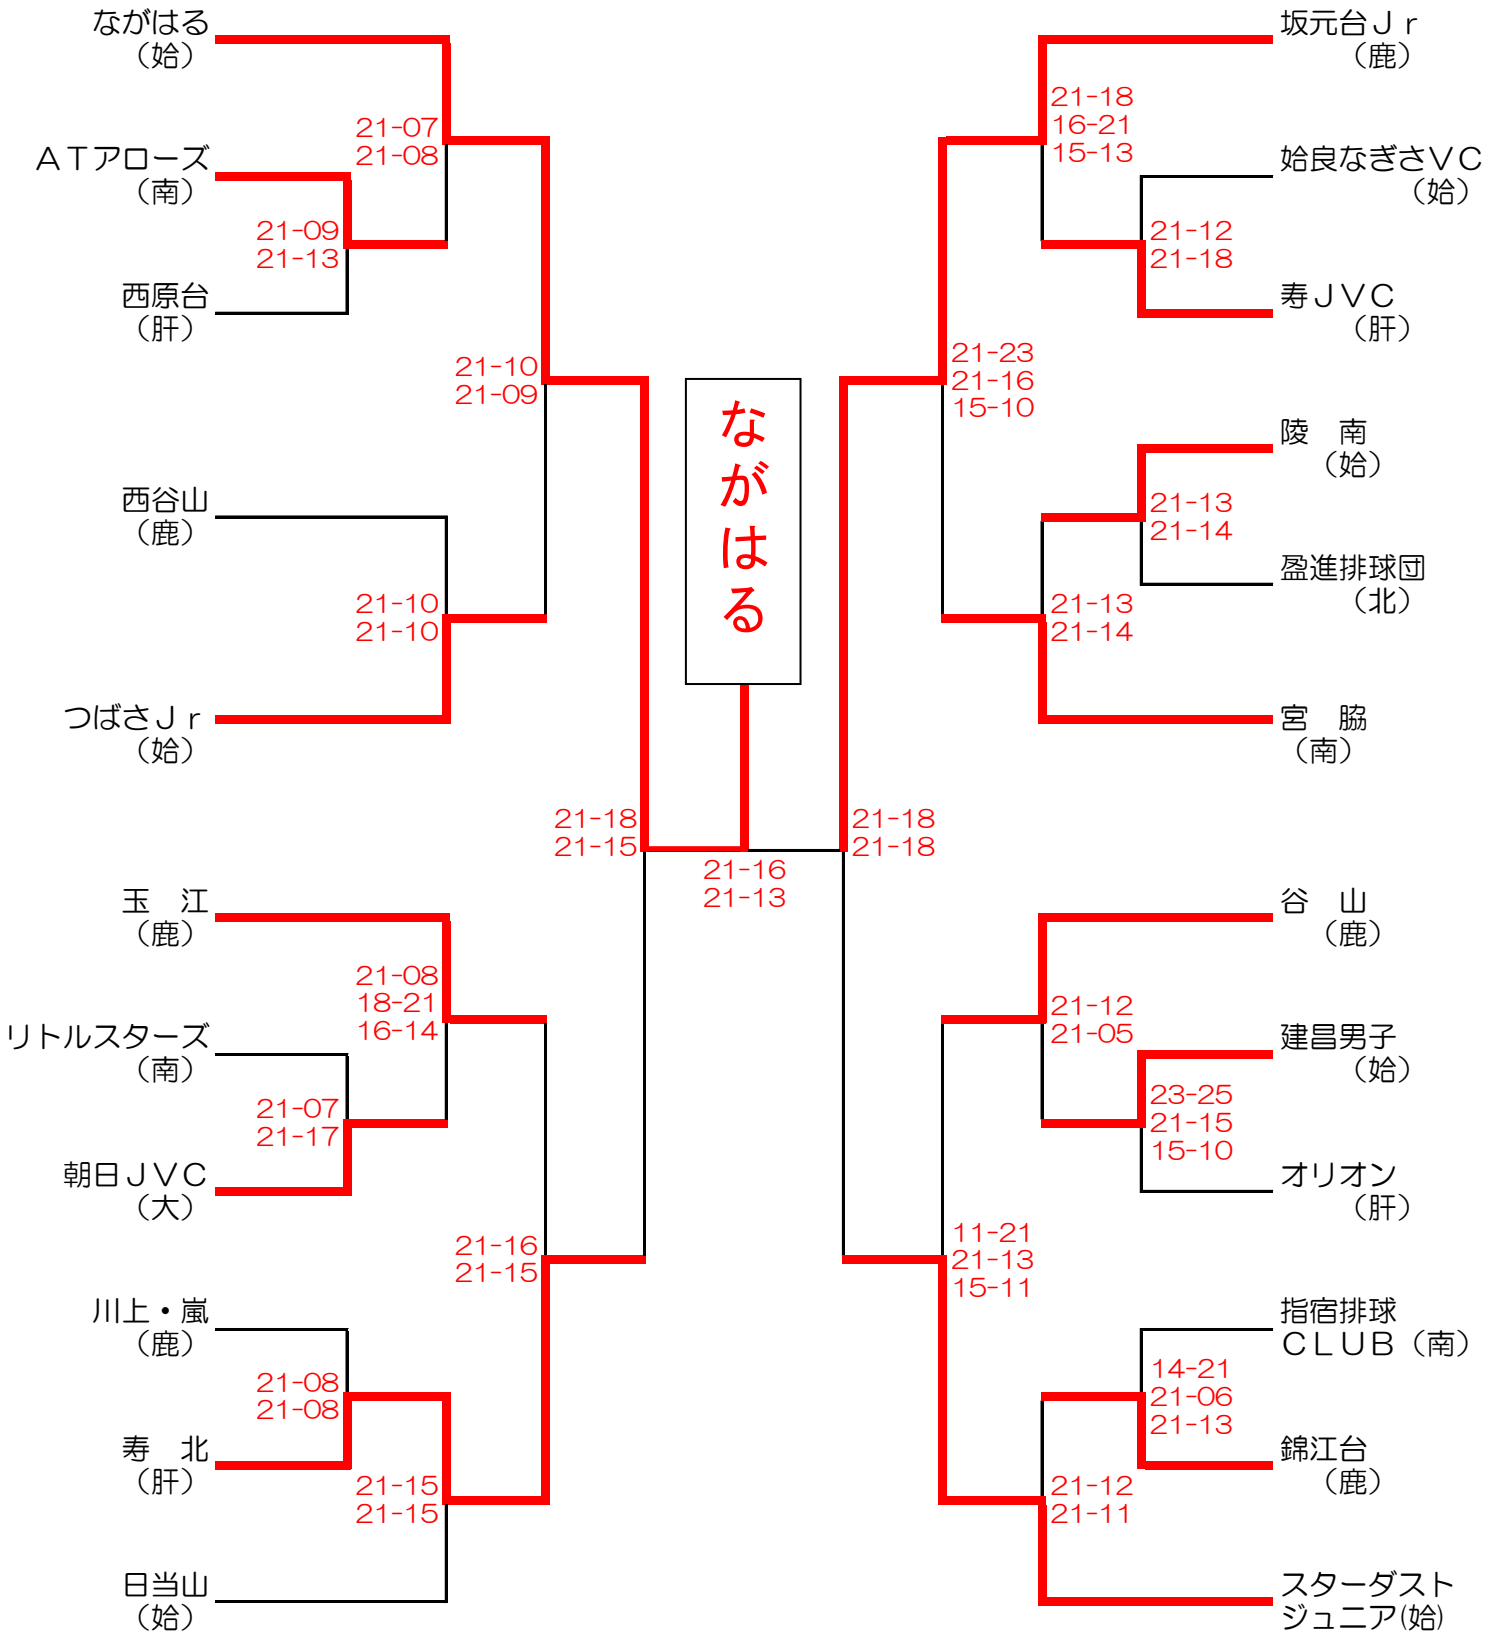 ながはる
（姶）
21-07
21-08
ＡＴアローズ
（南）
21-09
21-13
西原台
（肝）
21-10
21-09
西谷山
（鹿）
21-10
21-10
つばさＪｒ
（姶）
21-18
21-15
玉　江
（鹿）
21-08
18-21
16-14
リトルスターズ
（南）
21-07
21-17
朝日ＪＶＣ
（大）
21-16
21-15
川上・嵐
（鹿）
21-08
21-08
寿　北
（肝）
21-15
21-15
日当山
（姶）
ながはる
21-16
21-13
坂元台Ｊｒ
（鹿）
21-18
16-21
15-13
姶良なぎさＶＣ
（姶）
21-12
21-18
寿ＪＶＣ
（肝）
21-23
21-16
15-10
陵　南
（姶）
21-13
21-14
盈進排球団
（北）
21-13
21-14
宮　脇
（南）
21-18
21-18
谷　山
（鹿）
21-12
21-05
建昌男子
（姶）
23-25
21-15
15-10
オリオン
（肝）
11-21
21-13
15-11
指宿排球
ＣＬＵＢ（南）
14-21
21-06
21-13
錦江台
（鹿）
21-12
21-11
スターダスト
ジュニア(姶)